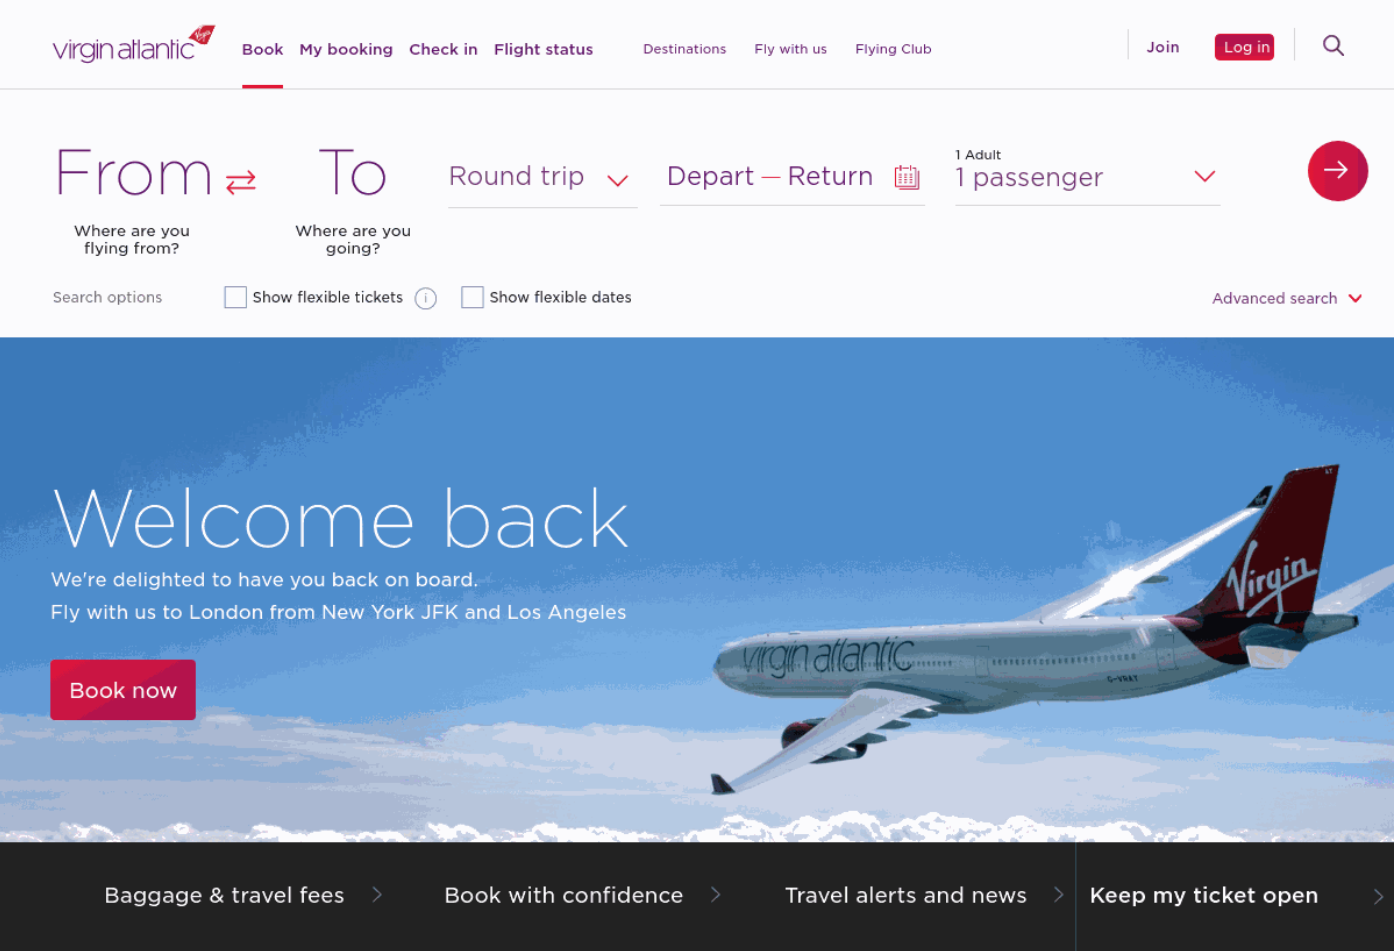 virgin atlantic
Virgin
Book
My booking
Check in
Flight status
Destinations
Fly with us
Flying Club
Join
Log in
From
To
Round trip
Depart — Return
1 Adult
1 passenger
Where are you
flying from?
Where are you
going?
Search options
Show flexible tickets
i
Show flexible dates
Advanced search
Welcome back
We're delighted to have you back on board.
Fly with us to London from New York JFK and Los Angeles
Book now
Virgin
virgin atlantic
Baggage & travel fees
Book with confidence
Travel alerts and news
Keep my ticket open